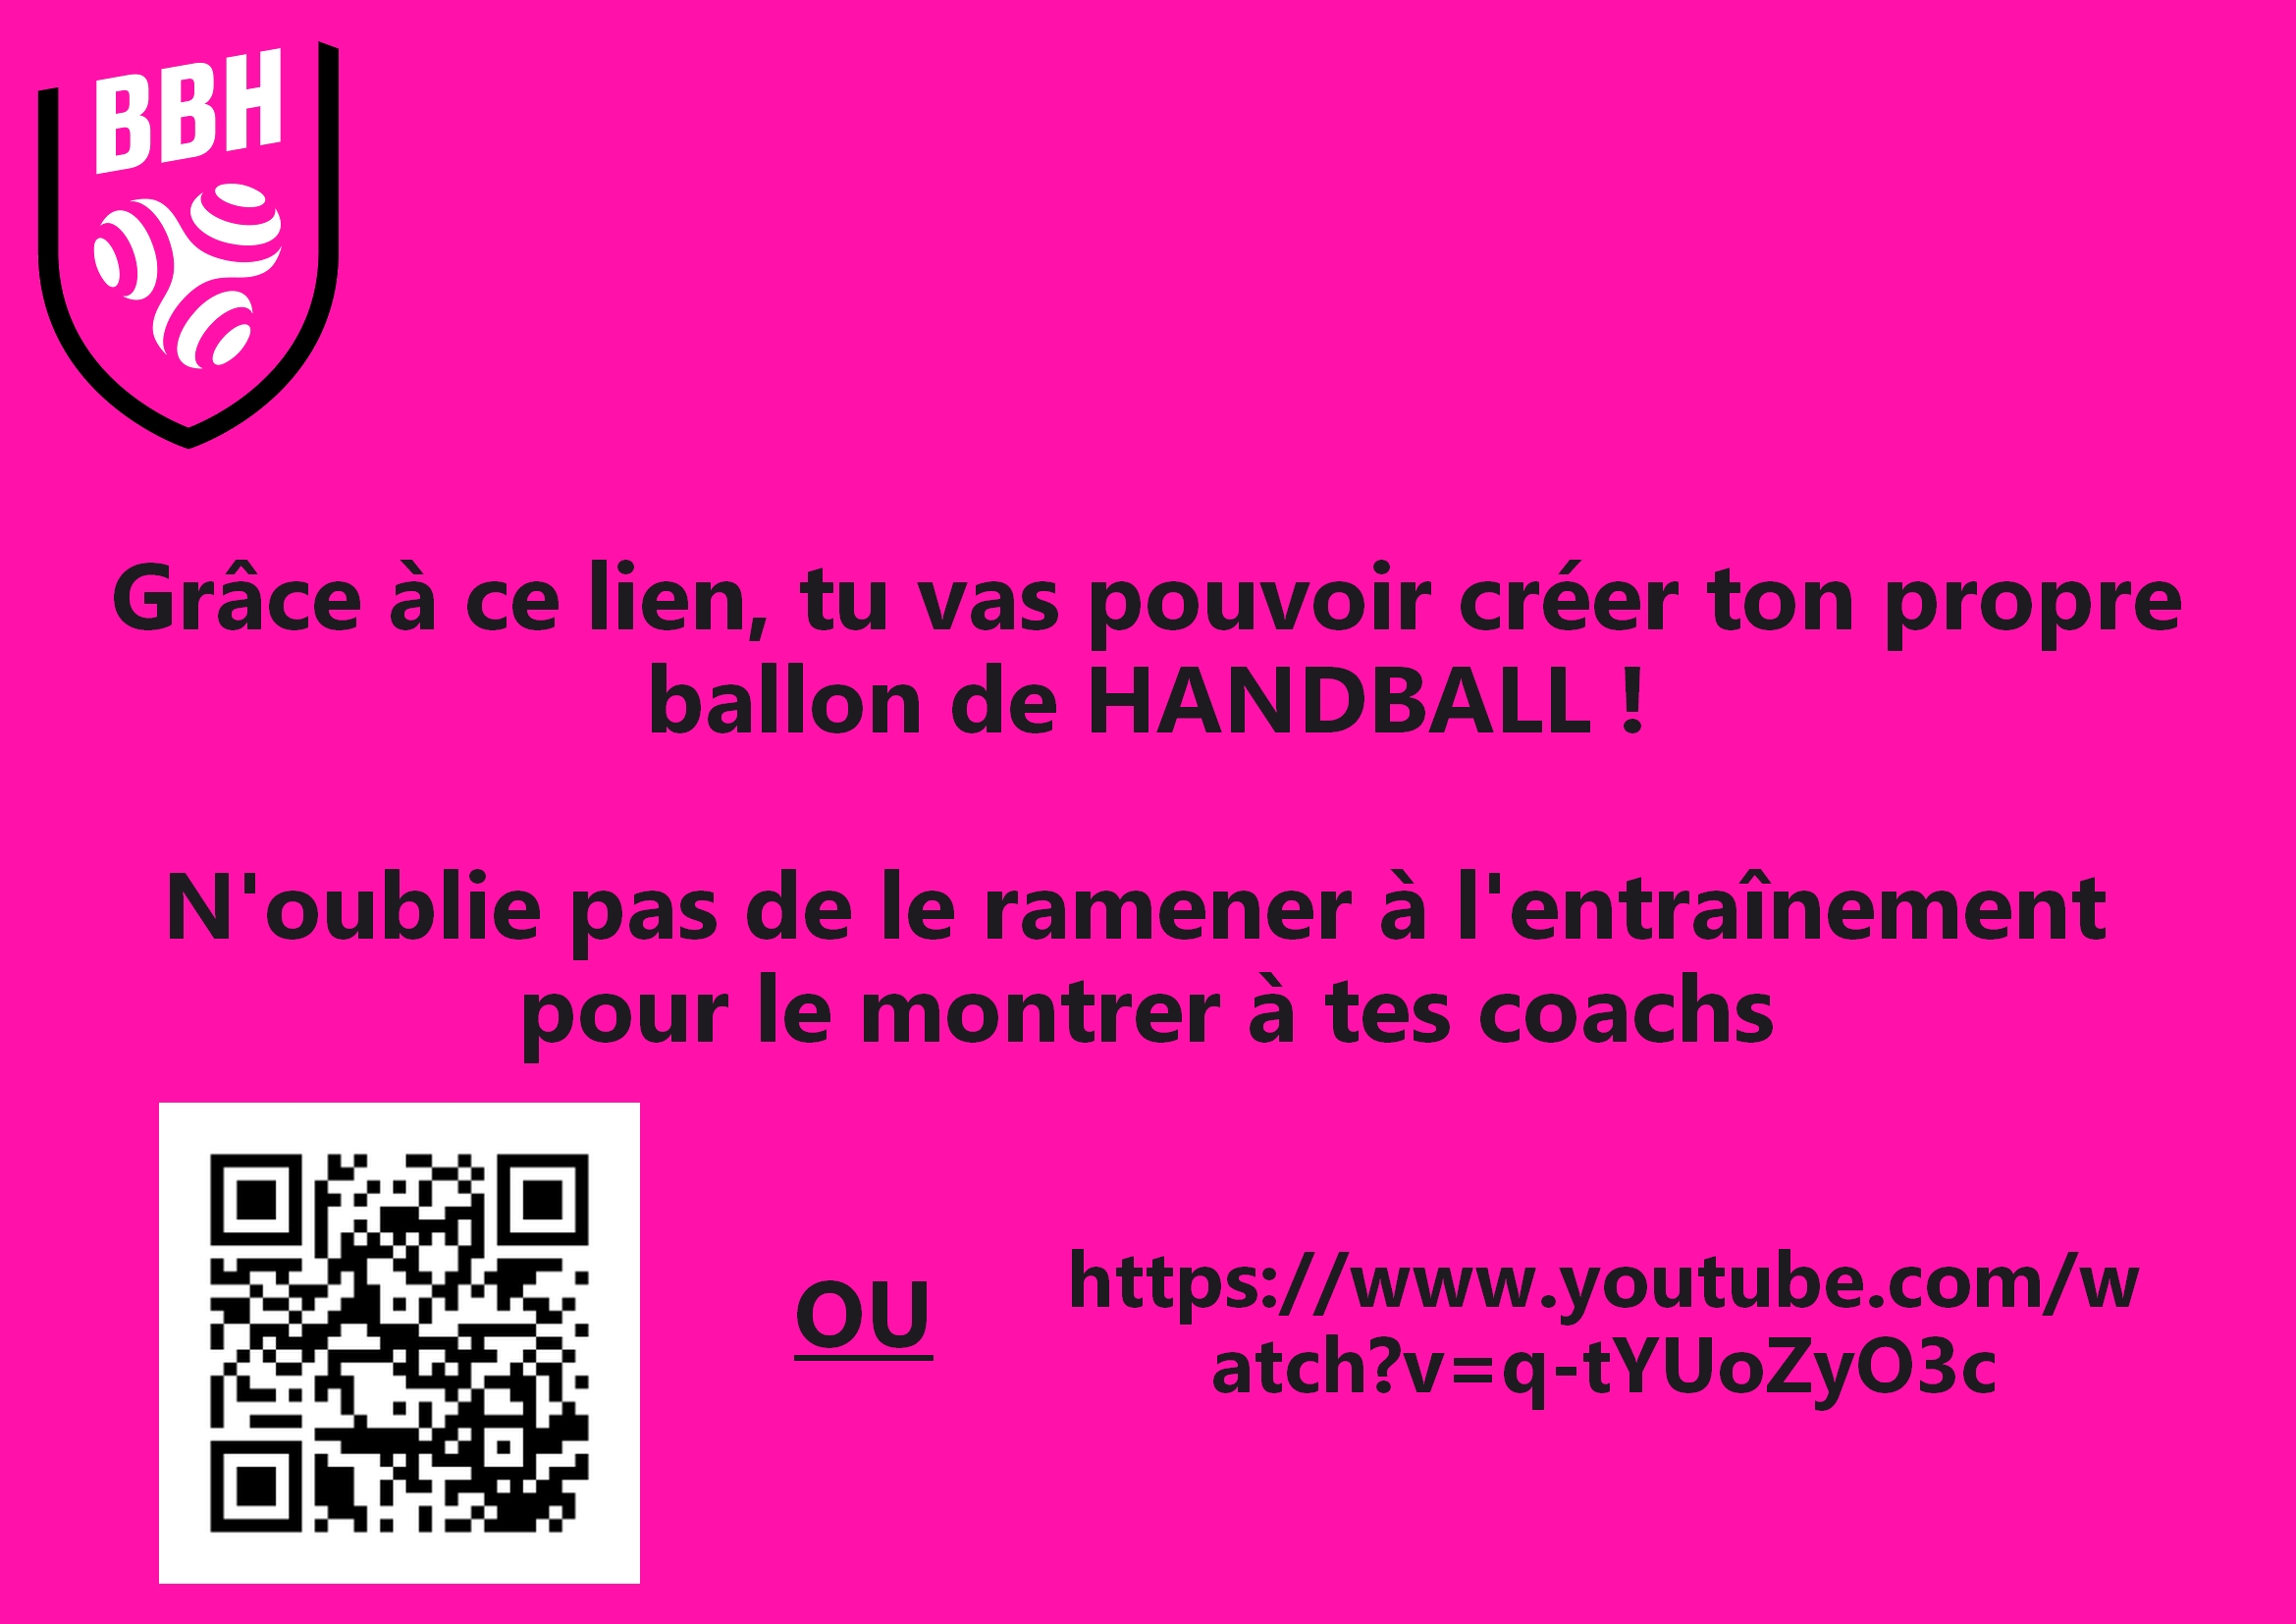 BBH
Grâce à ce lien, tu vas pouvoir créer ton propre
ballon de HANDBALL !
N'oublie pas de le ramener à l'entraînement
pour le montrer à tes coachs
OU
https://www.youtube.com/w
atch?v=q-tYUoZyO3c